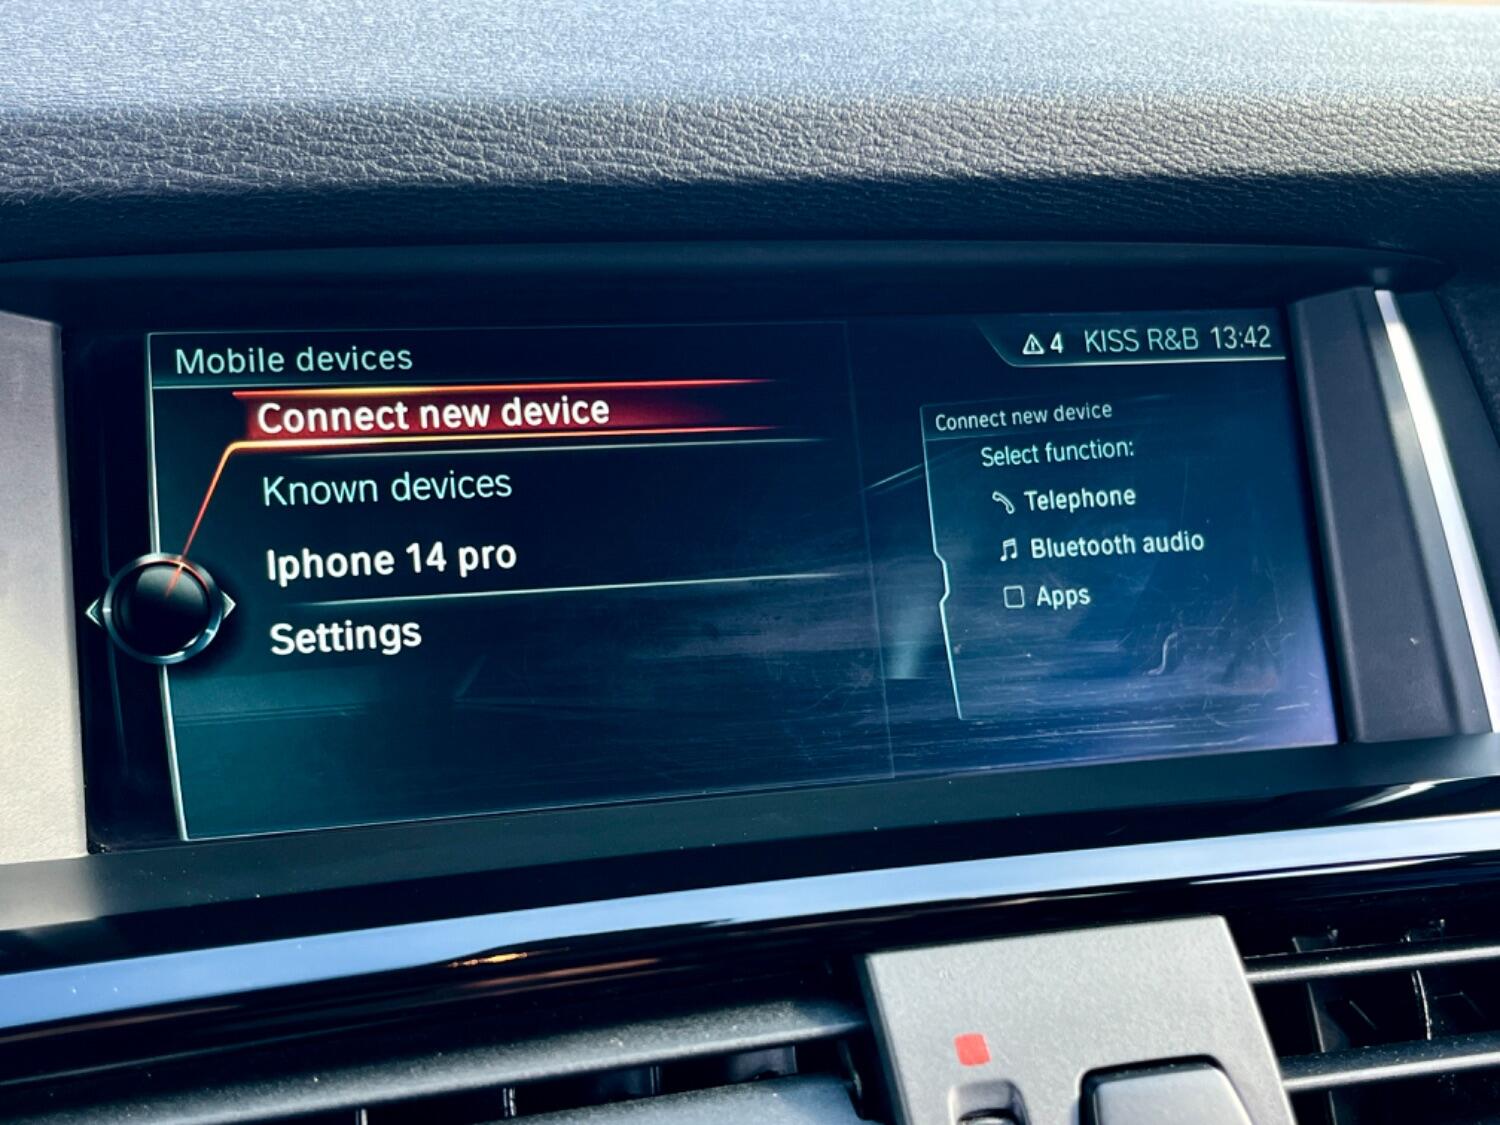 Mobile devices
4 KISS R&B 13:42
Connect new device
Known devices
Iphone 14 pro
Settings
Connect new device
Select function:
Telephone
Bluetooth audio
Apps